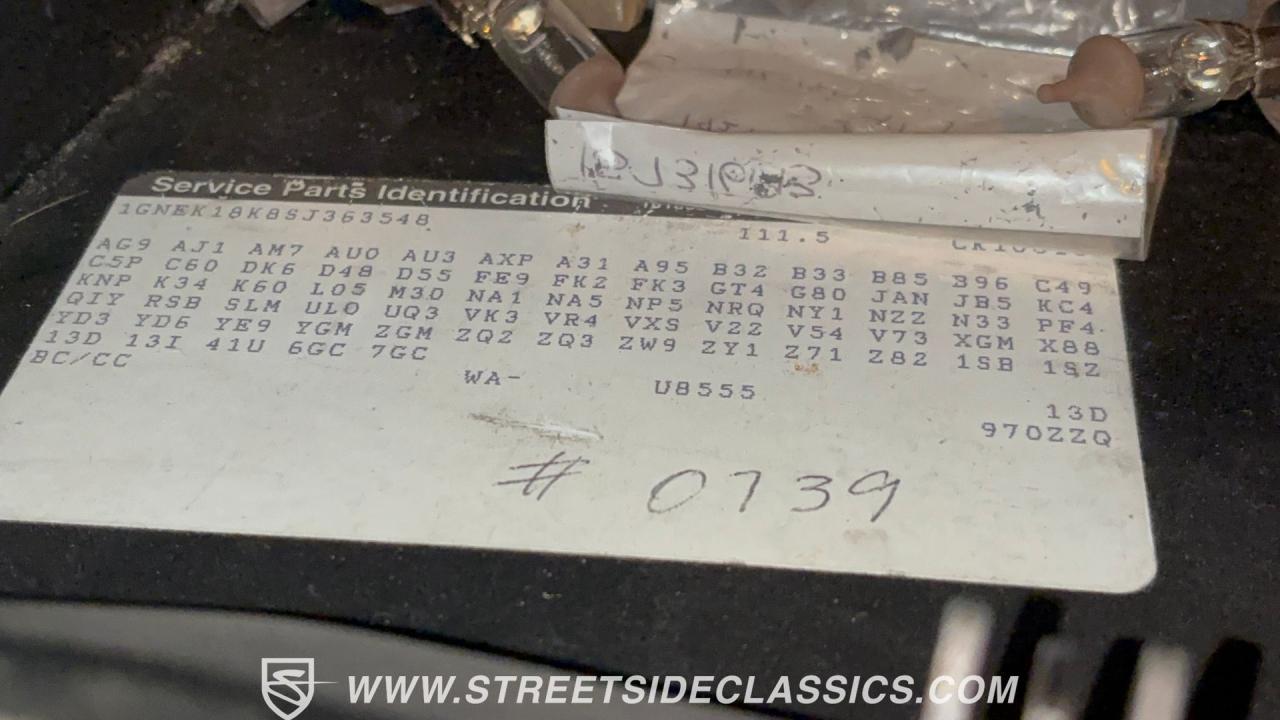 Service Parts Identification
1GNEK18K8SJ363548
111.5
AG9 AJ1 AM7 AU0 AU3 AXP A31 A95 B32 B33 B85 B96 C49
C5P C60 DK6 D48 D55 FE9 FK2 FK3 GT4 G80 JAN JB5 KC4
KNP K34 K60 L05 M30 NA1 NA5 NP5 NRQ NY1 NZZ N33 PF4
QIY RSB SLM UL0 UQ3 VK3 VR4 VXS V22 V54 V73 XGM X88
YD3 YD6 YE9 YGM ZGM ZQ2 ZQ3 ZW9 ZY1 Z71 Z82 1SB 1SZ
13D 13I 41U 6GC 7GC
BC/CC WA- U8555 13D
970ZZQ
# 0739
WWW.STREETSIDECLASSICS.COM